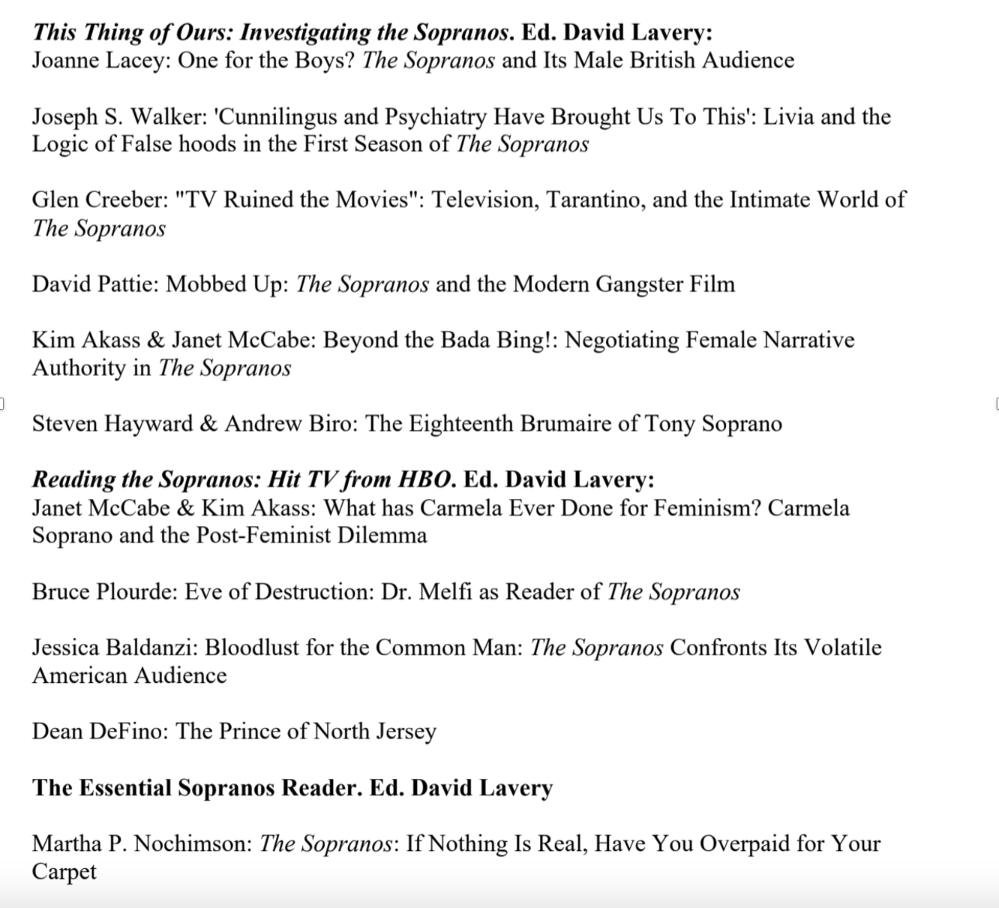 This Thing of Ours: Investigating the Sopranos. Ed. David Lavery:
Joanne Lacey: One for the Boys? The Sopranos and Its Male British Audience
Joseph S. Walker: 'Cunnilingus and Psychiatry Have Brought Us To This': Livia and the
Logic of False hoods in the First Season of The Sopranos
Glen Creeber: "TV Ruined the Movies": Television, Tarantino, and the Intimate World of
The Sopranos
David Pattie: Mobbed Up: The Sopranos and the Modern Gangster Film
Kim Akass & Janet McCabe: Beyond the Bada Bing!: Negotiating Female Narrative
Authority in The Sopranos
Steven Hayward & Andrew Biro: The Eighteenth Brumaire of Tony Soprano
Reading the Sopranos: Hit TV from HBO. Ed. David Lavery:
Janet McCabe & Kim Akass: What has Carmela Ever Done for Feminism? Carmela
Soprano and the Post-Feminist Dilemma
Bruce Plourde: Eve of Destruction: Dr. Melfi as Reader of The Sopranos
Jessica Baldanzi: Bloodlust for the Common Man: The Sopranos Confronts Its Volatile
American Audience
Dean DeFino: The Prince of North Jersey
The Essential Sopranos Reader. Ed. David Lavery
Martha P. Nochimson: The Sopranos: If Nothing Is Real, Have You Overpaid for Your
Carpet